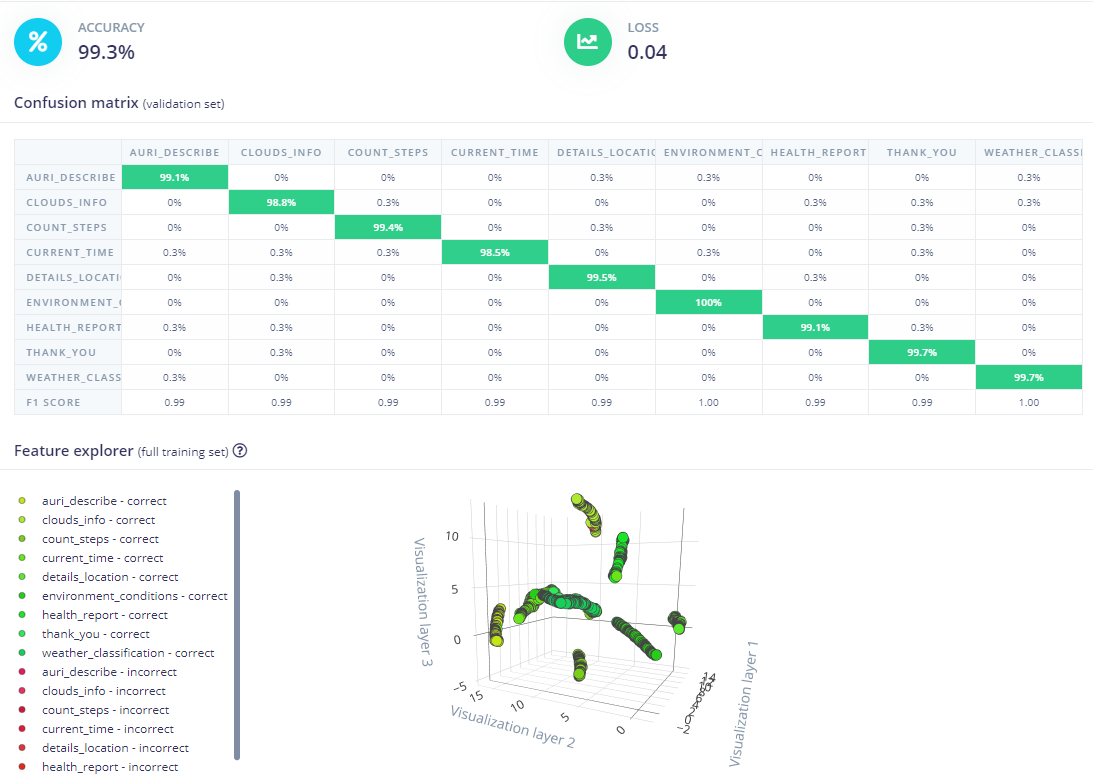 ACCURACY
99.3%
LOSS
0.04
Confusion matrix (validation set)
AURI_DESCRIBE CLOUDS_INFO COUNT_STEPS CURRENT_TIME DETAILS_LOCATIO ENVIRONMENT_C HEALTH_REPORT THANK_YOU WEATHER_CLASSI
AURI_DESCRIBE 99.1% 0% 0% 0% 0.3% 0.3% 0% 0% 0.3%
CLOUDS_INFO 0% 98.8% 0.3% 0% 0% 0% 0.3% 0.3% 0.3%
COUNT_STEPS 0% 0% 99.4% 0% 0.3% 0% 0% 0.3% 0%
CURRENT_TIME 0.3% 0.3% 0.3% 98.5% 0% 0.3% 0% 0.3% 0%
DETAILS_LOCATI 0% 0.3% 0% 0% 99.5% 0% 0.3% 0% 0%
ENVIRONMENT_C 0% 0% 0% 0% 0% 100% 0% 0% 0%
HEALTH_REPORT 0.3% 0.3% 0% 0% 0% 0% 99.1% 0.3% 0%
THANK_YOU 0% 0.3% 0% 0% 0% 0% 0% 99.7% 0%
WEATHER_CLASS 0.3% 0% 0% 0% 0% 0% 0% 0% 99.7%
F1 SCORE 0.99 0.99 0.99 0.99 0.99 1.00 0.99 0.99 1.00
Feature explorer (full training set) ?
auri_describe - correct
clouds_info - correct
count_steps - correct
current_time - correct
details_location - correct
environment_conditions - correct
health_report - correct
thank_you - correct
weather_classification - correct
auri_describe - incorrect
clouds_info - incorrect
count_steps - incorrect
current_time - incorrect
details_location - incorrect
health_report - incorrect
10
5
0
−5
Visualization layer 3
15
10
5
0
Visualization layer 2
14
−2
Visualization layer 1